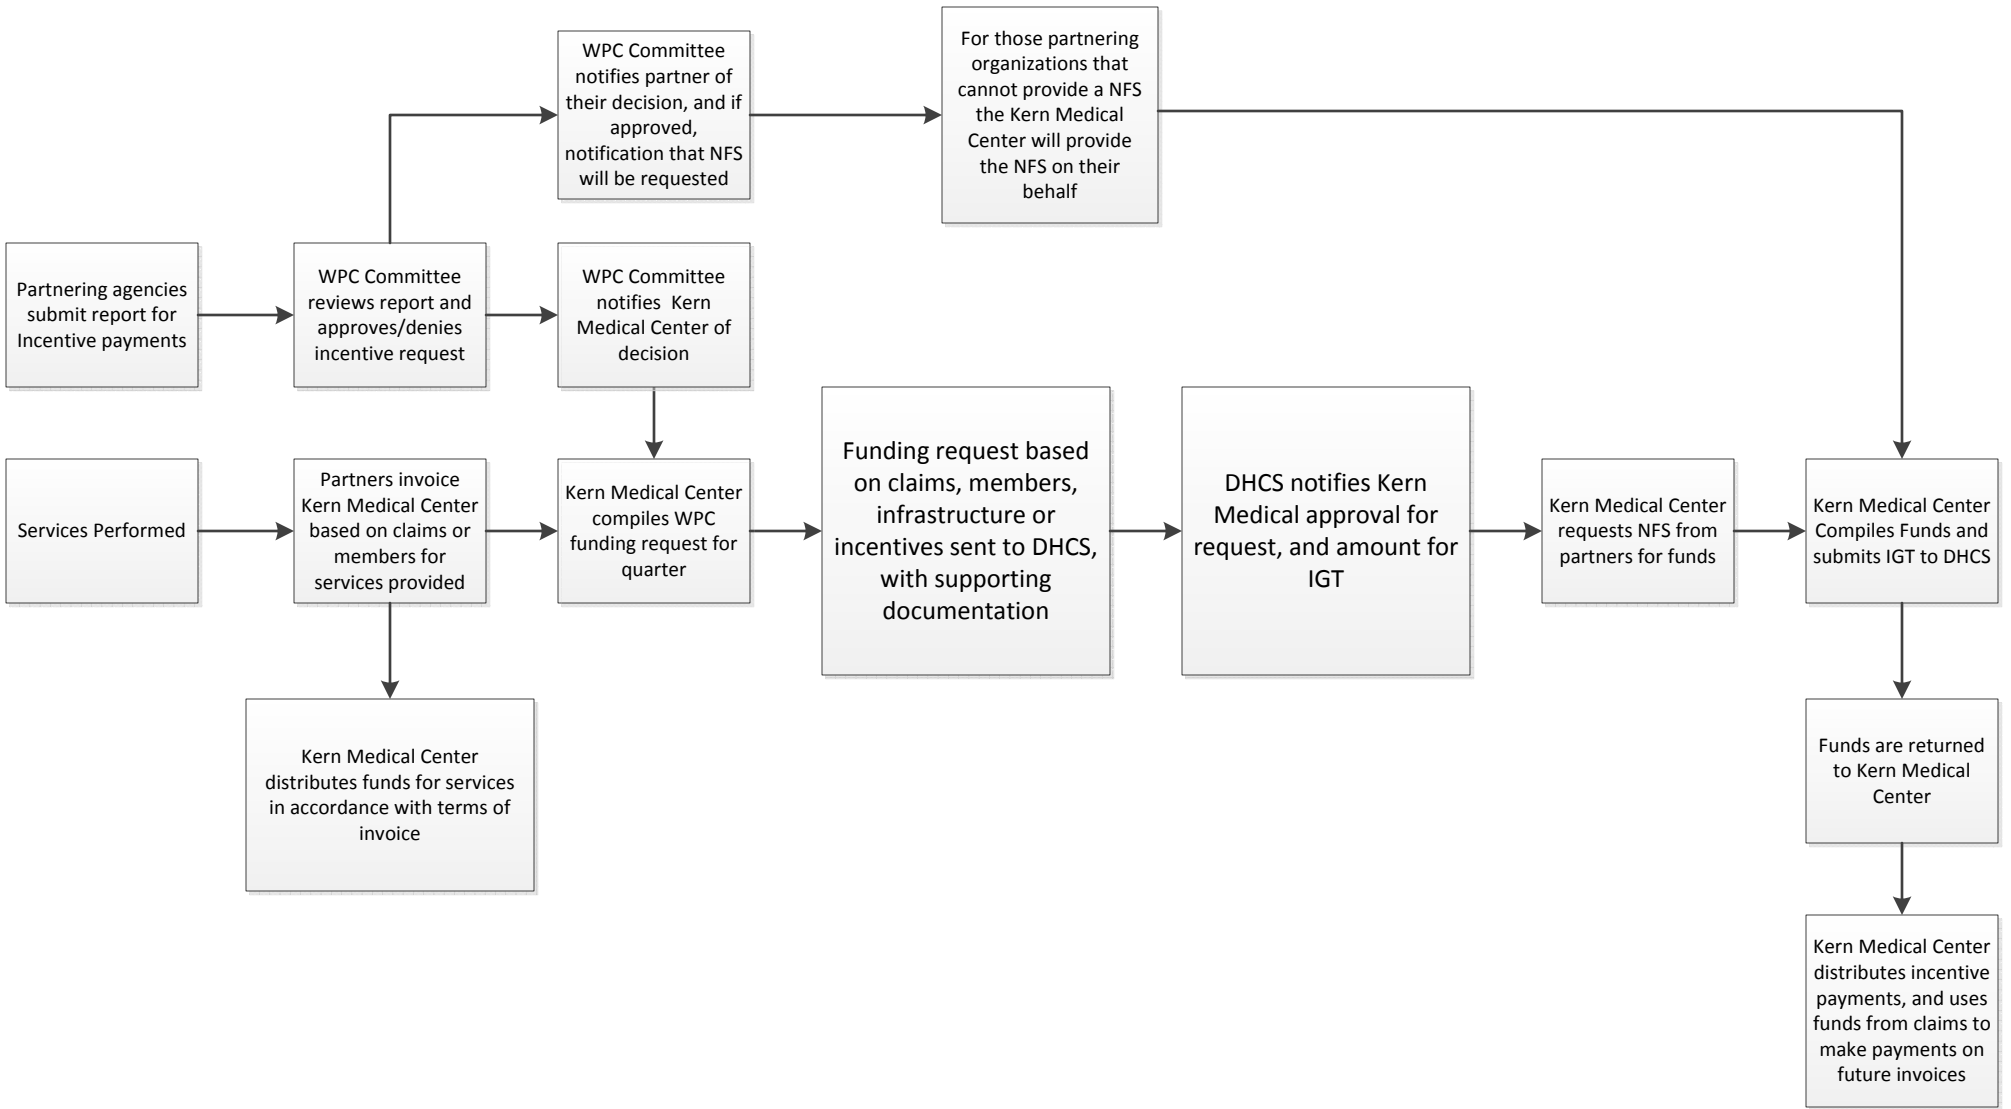 WPC Committee
notifies partner of
their decision, and if
approved,
notification that NFS
will be requested
For those partnering
organizations that
cannot provide a NFS
the Kern Medical
Center will provide
the NFS on their
behalf
Partnering agencies
submit report for
Incentive payments
WPC Committee
reviews report and
approves/denies
incentive request
WPC Committee
notifies Kern
Medical Center of
decision
Services Performed
Partners invoice
Kern Medical Center
based on claims or
members for
services provided
Kern Medical Center
compiles WPC
funding request for
quarter
Funding request based
on claims, members,
infrastructure or
incentives sent to DHCS,
with supporting
documentation
DHCS notifies Kern
Medical approval for
request, and amount for
IGT
Kern Medical Center
requests NFS from
partners for funds
Kern Medical Center
Compiles Funds and
submits IGT to DHCS
Kern Medical Center
distributes funds for services
in accordance with terms of
invoice
Funds are returned
to Kern Medical
Center
Kern Medical Center
distributes incentive
payments, and uses
funds from claims to
make payments on
future invoices